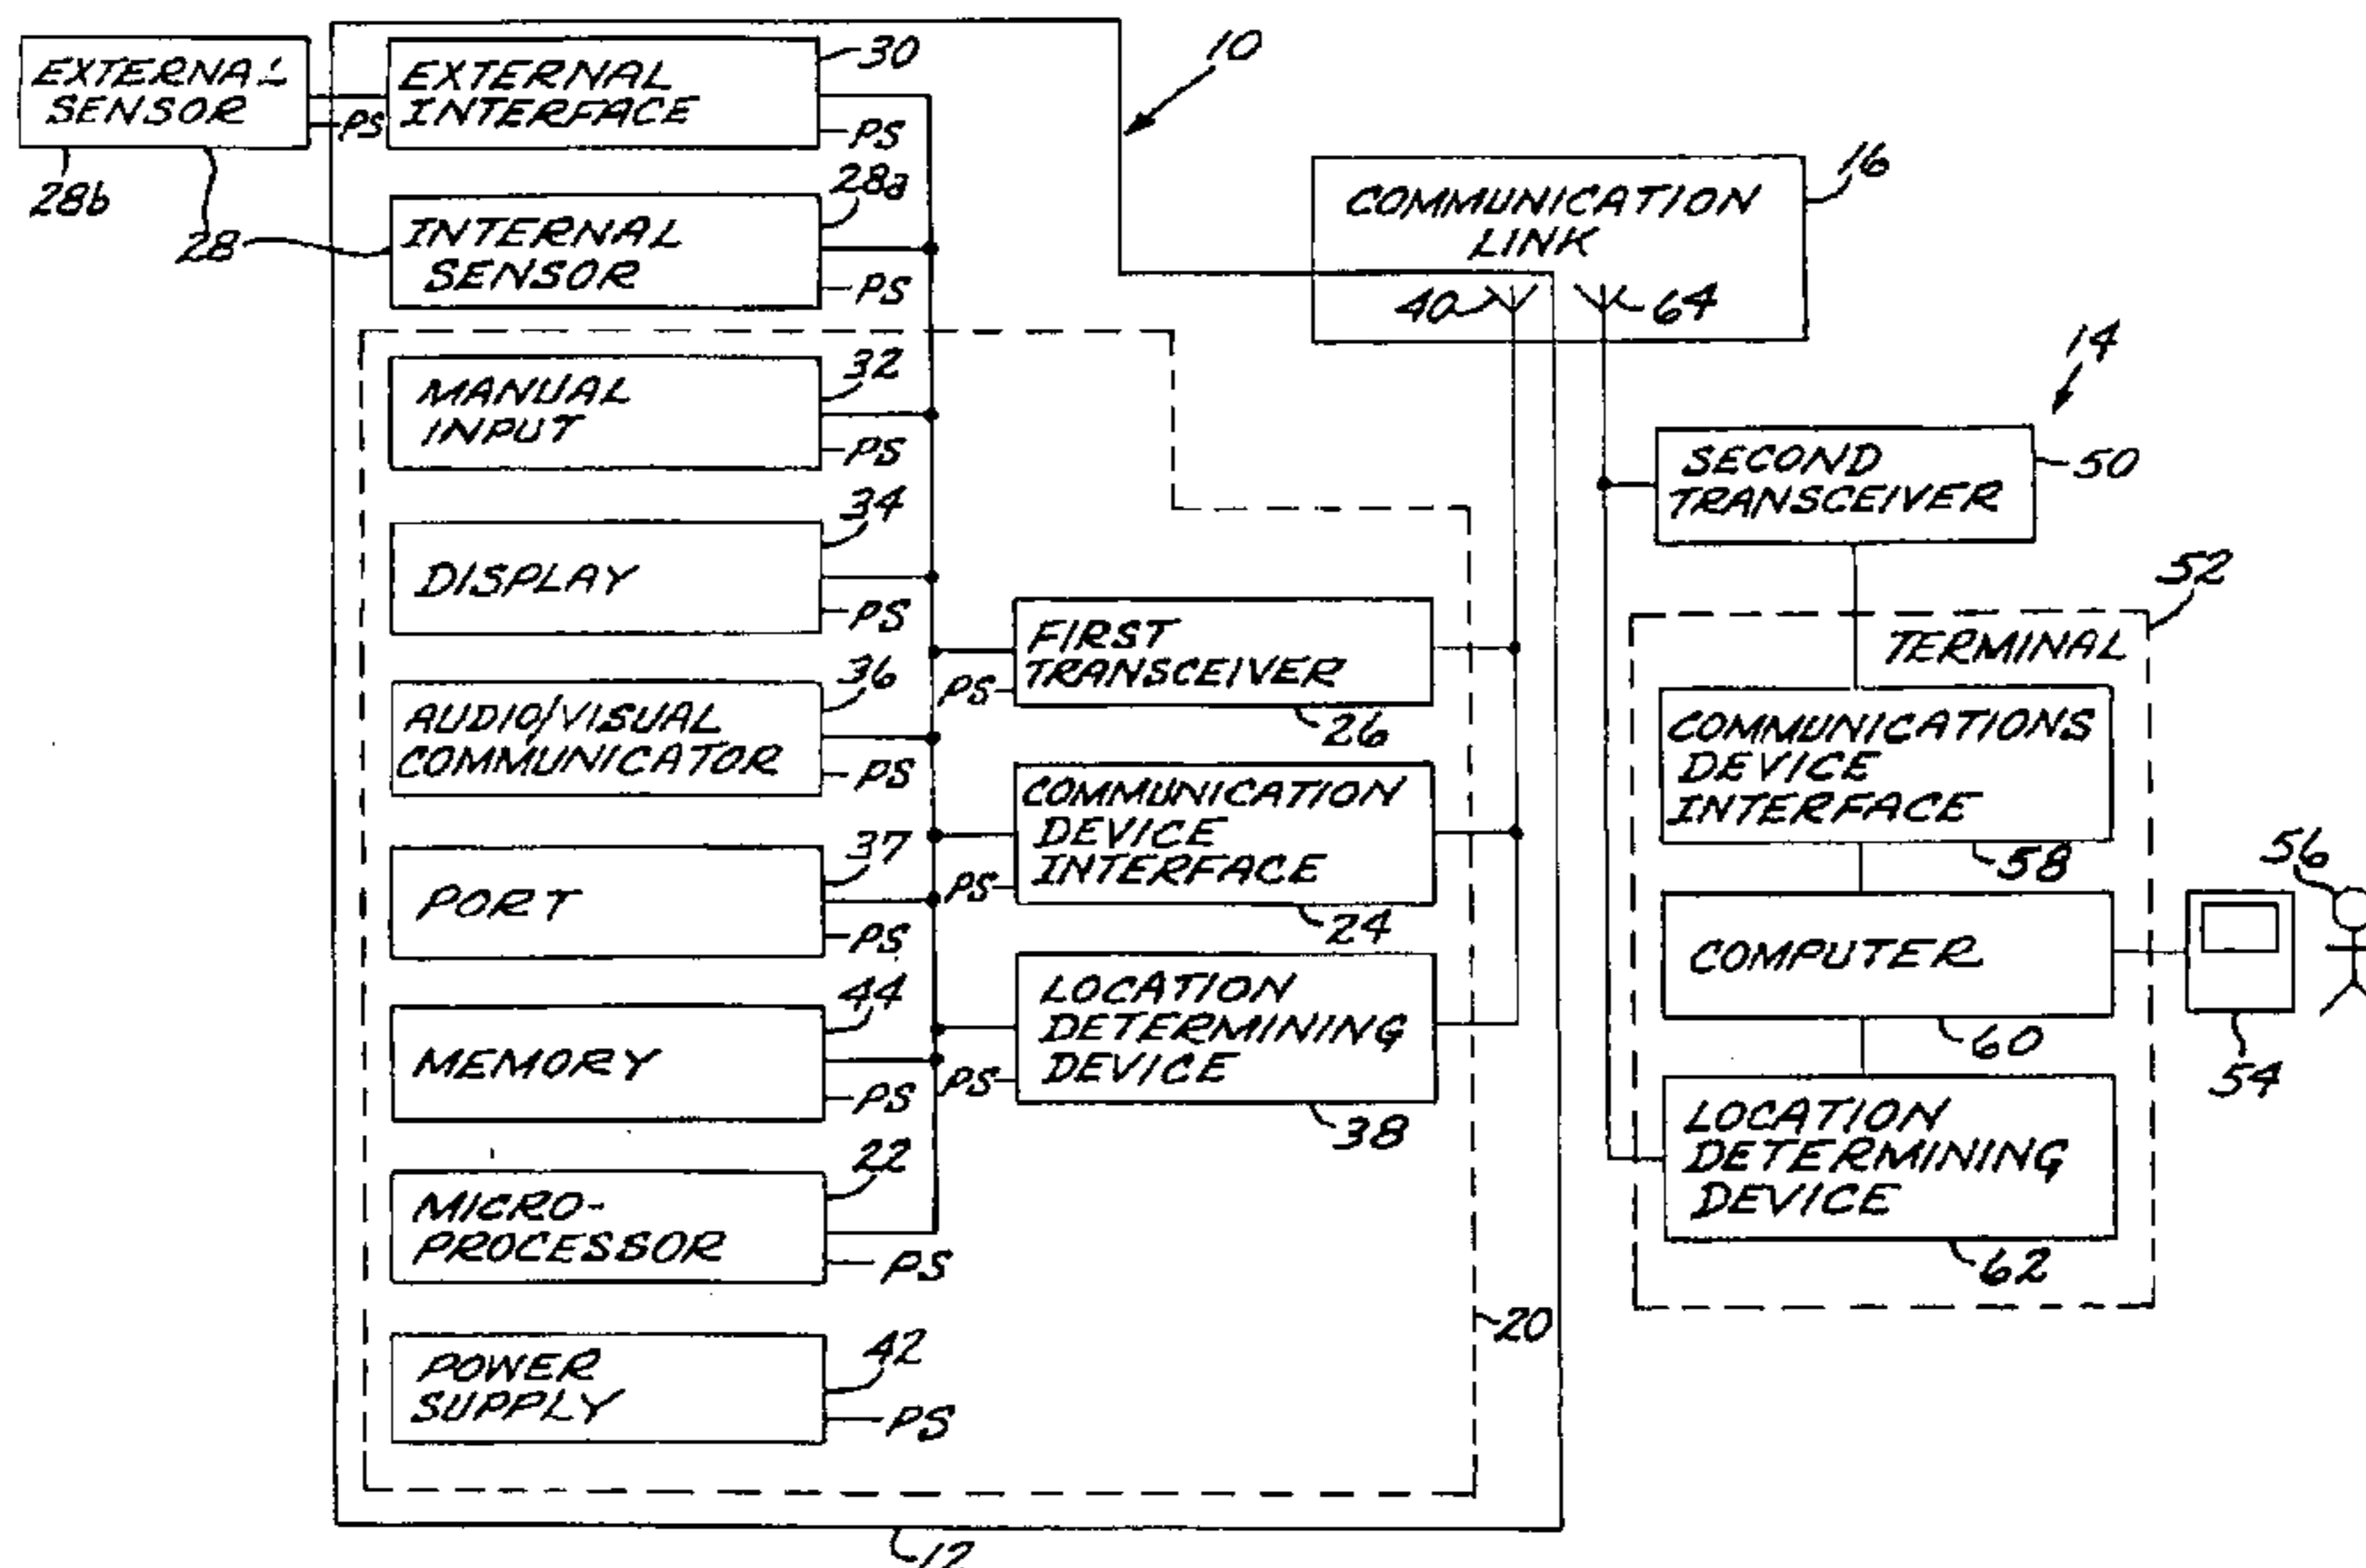 EXTERNAL
SENSOR
PS
28b
28
EXTERNAL
INTERFACE
30
PS
INTERNAL
SENSOR
28a
PS
MANUAL
INPUT
32
PS
DISPLAY
34
PS
AUDIO/VISUAL
COMMUNICATOR
36
PS
PORT
37
PS
MEMORY
44
PS
MICRO-
PROCESSOR
22
PS
POWER
SUPPLY
42
PS
FIRST
TRANSCEIVER
PS
26
COMMUNICATION
DEVICE
INTERFACE
PS
24
LOCATION
DETERMINING
DEVICE
PS
38
20
12
10
COMMUNICATION
LINK
16
40
64
14
SECOND
TRANSCEIVER
50
52
TERMINAL
COMMUNICATIONS
DEVICE
INTERFACE
58
COMPUTER
60
LOCATION
DETERMINING
DEVICE
62
56
54